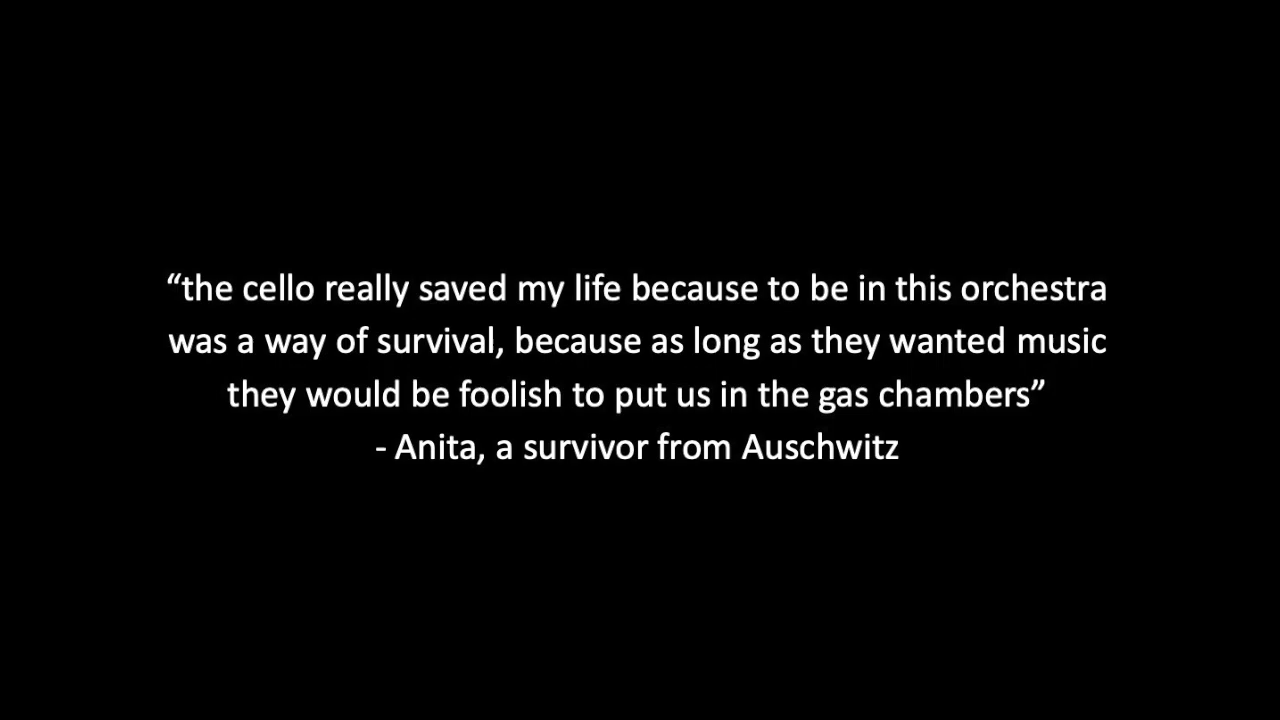 “the cello really saved my life because to be in this orchestra
was a way of survival, because as long as they wanted music
they would be foolish to put us in the gas chambers”
- Anita, a survivor from Auschwitz